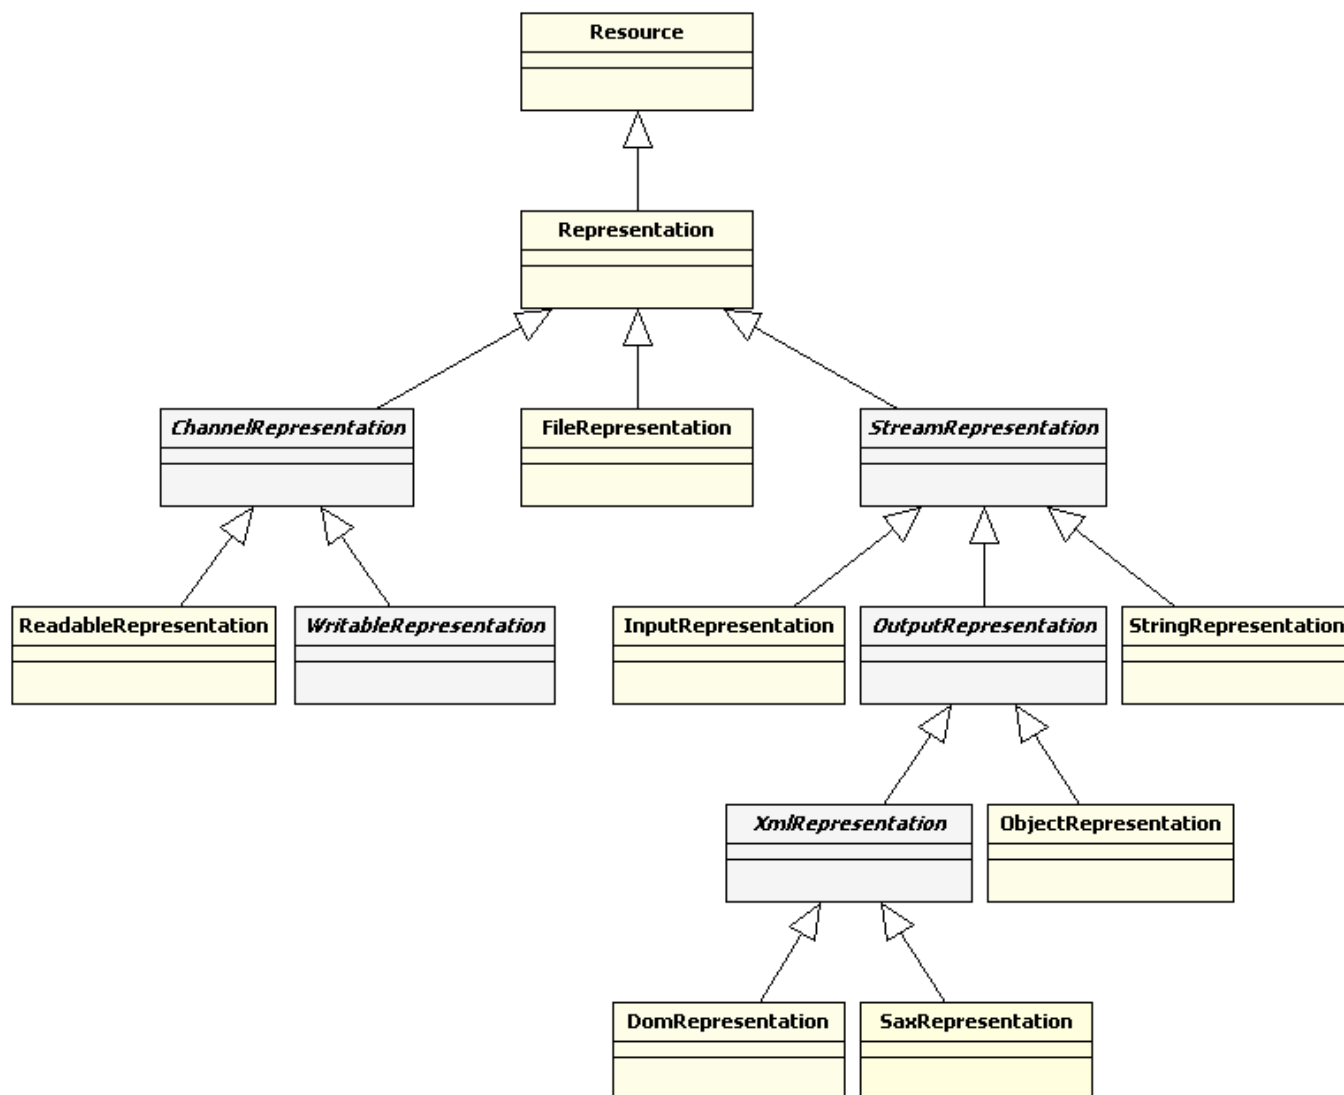 Resource
Representation
ChannelRepresentation
FileRepresentation
StreamRepresentation
ReadableRepresentation
WritableRepresentation
InputRepresentation
OutputRepresentation
StringRepresentation
XmlRepresentation
ObjectRepresentation
DomRepresentation
SaxRepresentation